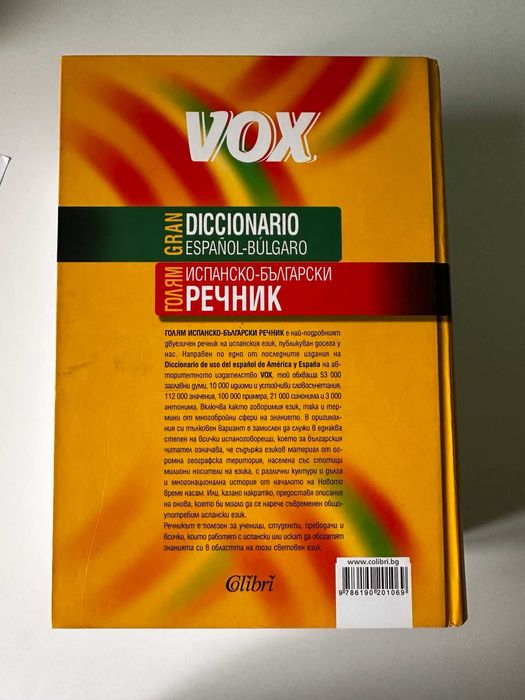 VOX
GRAN
DICCIONARIO
ESPAÑOL-BÚLGARO
ГОЛЯМ
ИСПАНСКО-БЪЛГАРСКИ
РЕЧНИК
ГОЛЯМ ИСПАНСКО-БЪЛГАРСКИ РЕЧНИК е най-подробният
двуезичен речник на испанския език, публикуван досега у
нас. Направен по едно от последните издания на
Diccionario de uso del español de América y España на ав-
торитетното издателство VOX, той обхваща 53 000
заглавни думи, 10 000 идиоми и устойчиви словосъчетания,
112 000 значения, 100 000 примера, 21 000 синонима и 3 000
антонима. Включва както говоримия език, така и тер-
мини от многобройни сфери на знанието. В оригинал-
ния си тълковен вариант е замислен да служи в еднаква
степен на всички испаноговорещи, което за българския
читател означава, че съдържа езиков материал от ог-
ромна географска територия, населена със стотици
милиони носители на езика, с различни култури и дълга
и многонационална история от началото на Новото
време насам. Или, казано накратко, предоставя описание
на онова, което би могло да се нарече съвременен общо-
употребим испански език.
Речникът е полезен за ученици, студенти, преводачи и
всички, които работят с испански или искат да обогатят
знанията си в областта на този световен език.
Colibri
www.colibri.bg
9 786190 201069